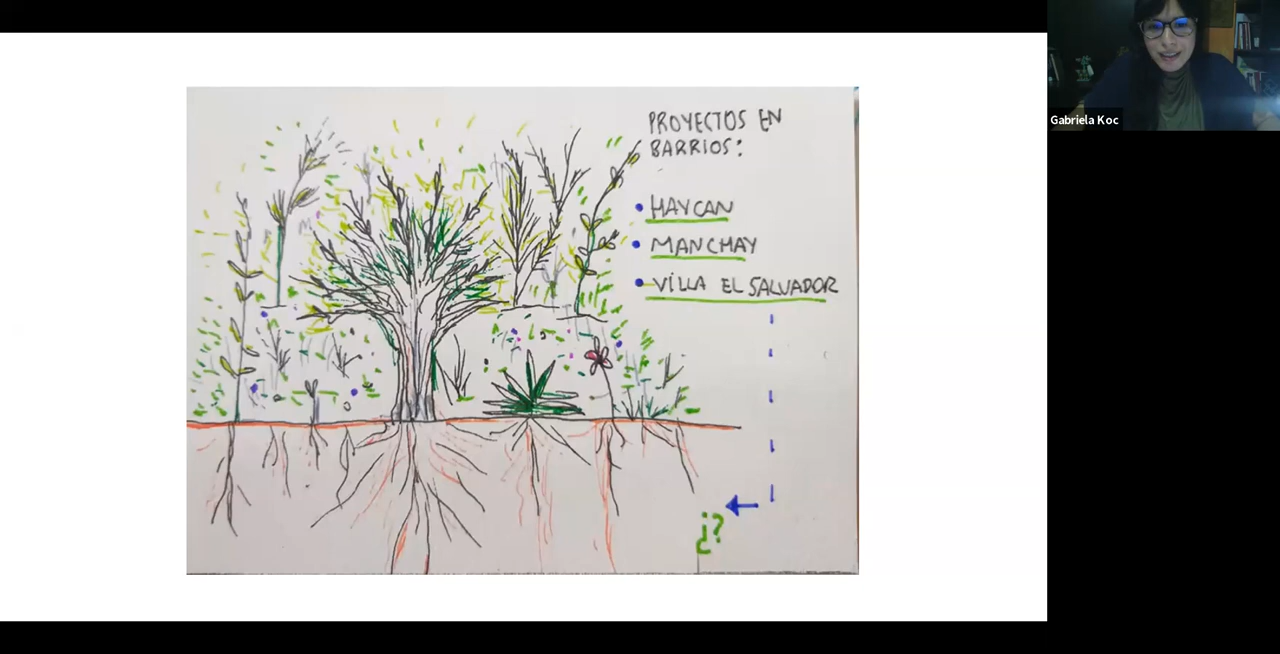 PROYECTOS EN
BARRIOS:
• HAYCAN
• MANCHAY
• VILLA EL SALVADOR
¿?
Gabriela Koc